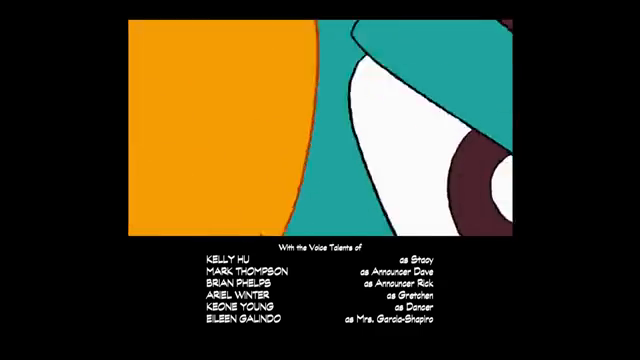 With the Voice Talents of
KELLY HU as Stacy
MARK THOMPSON as Announcer Dave
BRIAN PHELPS as Announcer Rick
ARIEL WINTER as Gretchen
KEONE YOUNG as Dancer
EILEEN GALINDO as Mrs. Garcia-Shapiro